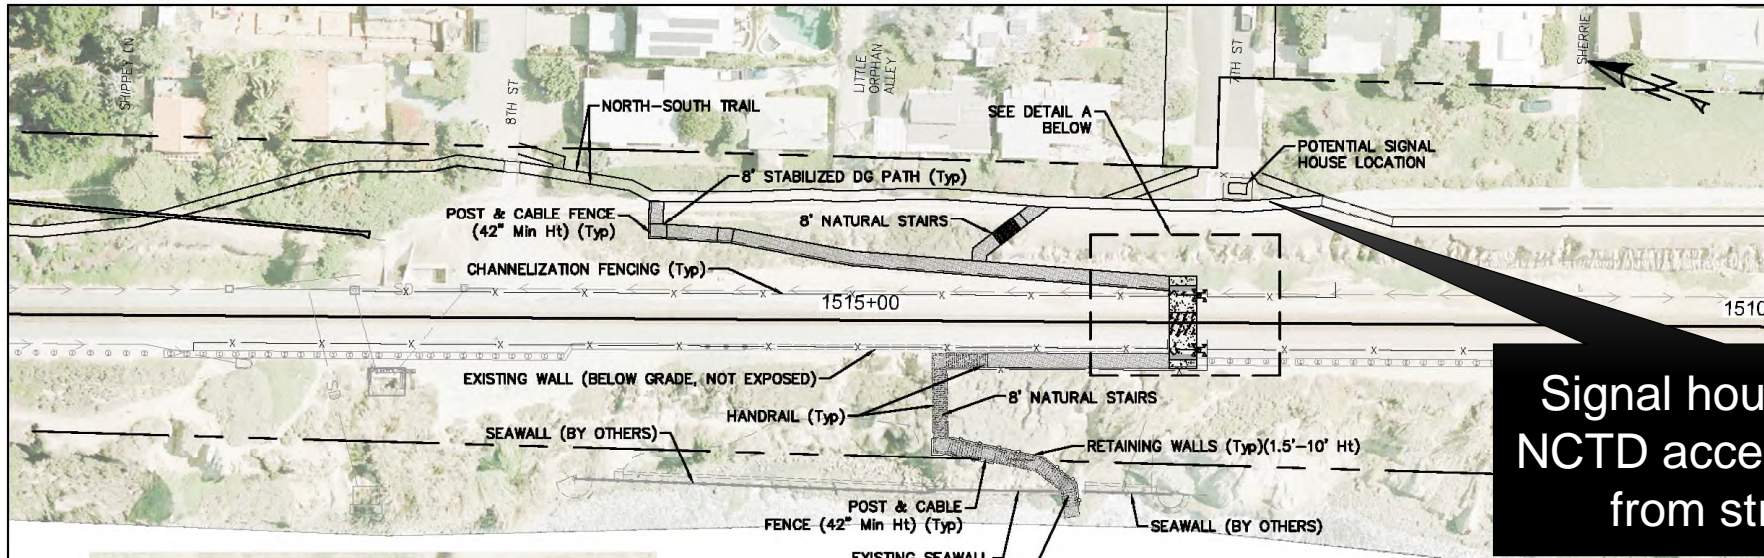 SHIPPEY LN
8TH ST
LITTLE
ORPHAN
ALLEY
7TH ST
SHERRIE
NORTH-SOUTH TRAIL
SEE DETAIL A
BELOW
POTENTIAL SIGNAL
HOUSE LOCATION
8' STABILIZED DG PATH (Typ)
POST & CABLE FENCE
(42" Min Ht) (Typ)
8' NATURAL STAIRS
CHANNELIZATION FENCING (Typ)
1515+00
1510
EXISTING WALL (BELOW GRADE, NOT EXPOSED)
HANDRAIL (Typ)
8' NATURAL STAIRS
SEAWALL (BY OTHERS)
RETAINING WALLS (Typ)(1.5'-10' Ht)
POST & CABLE
FENCE (42" Min Ht) (Typ)
SEAWALL (BY OTHERS)
EXISTING SEAWALL
Signal hou
NCTD acce
from str